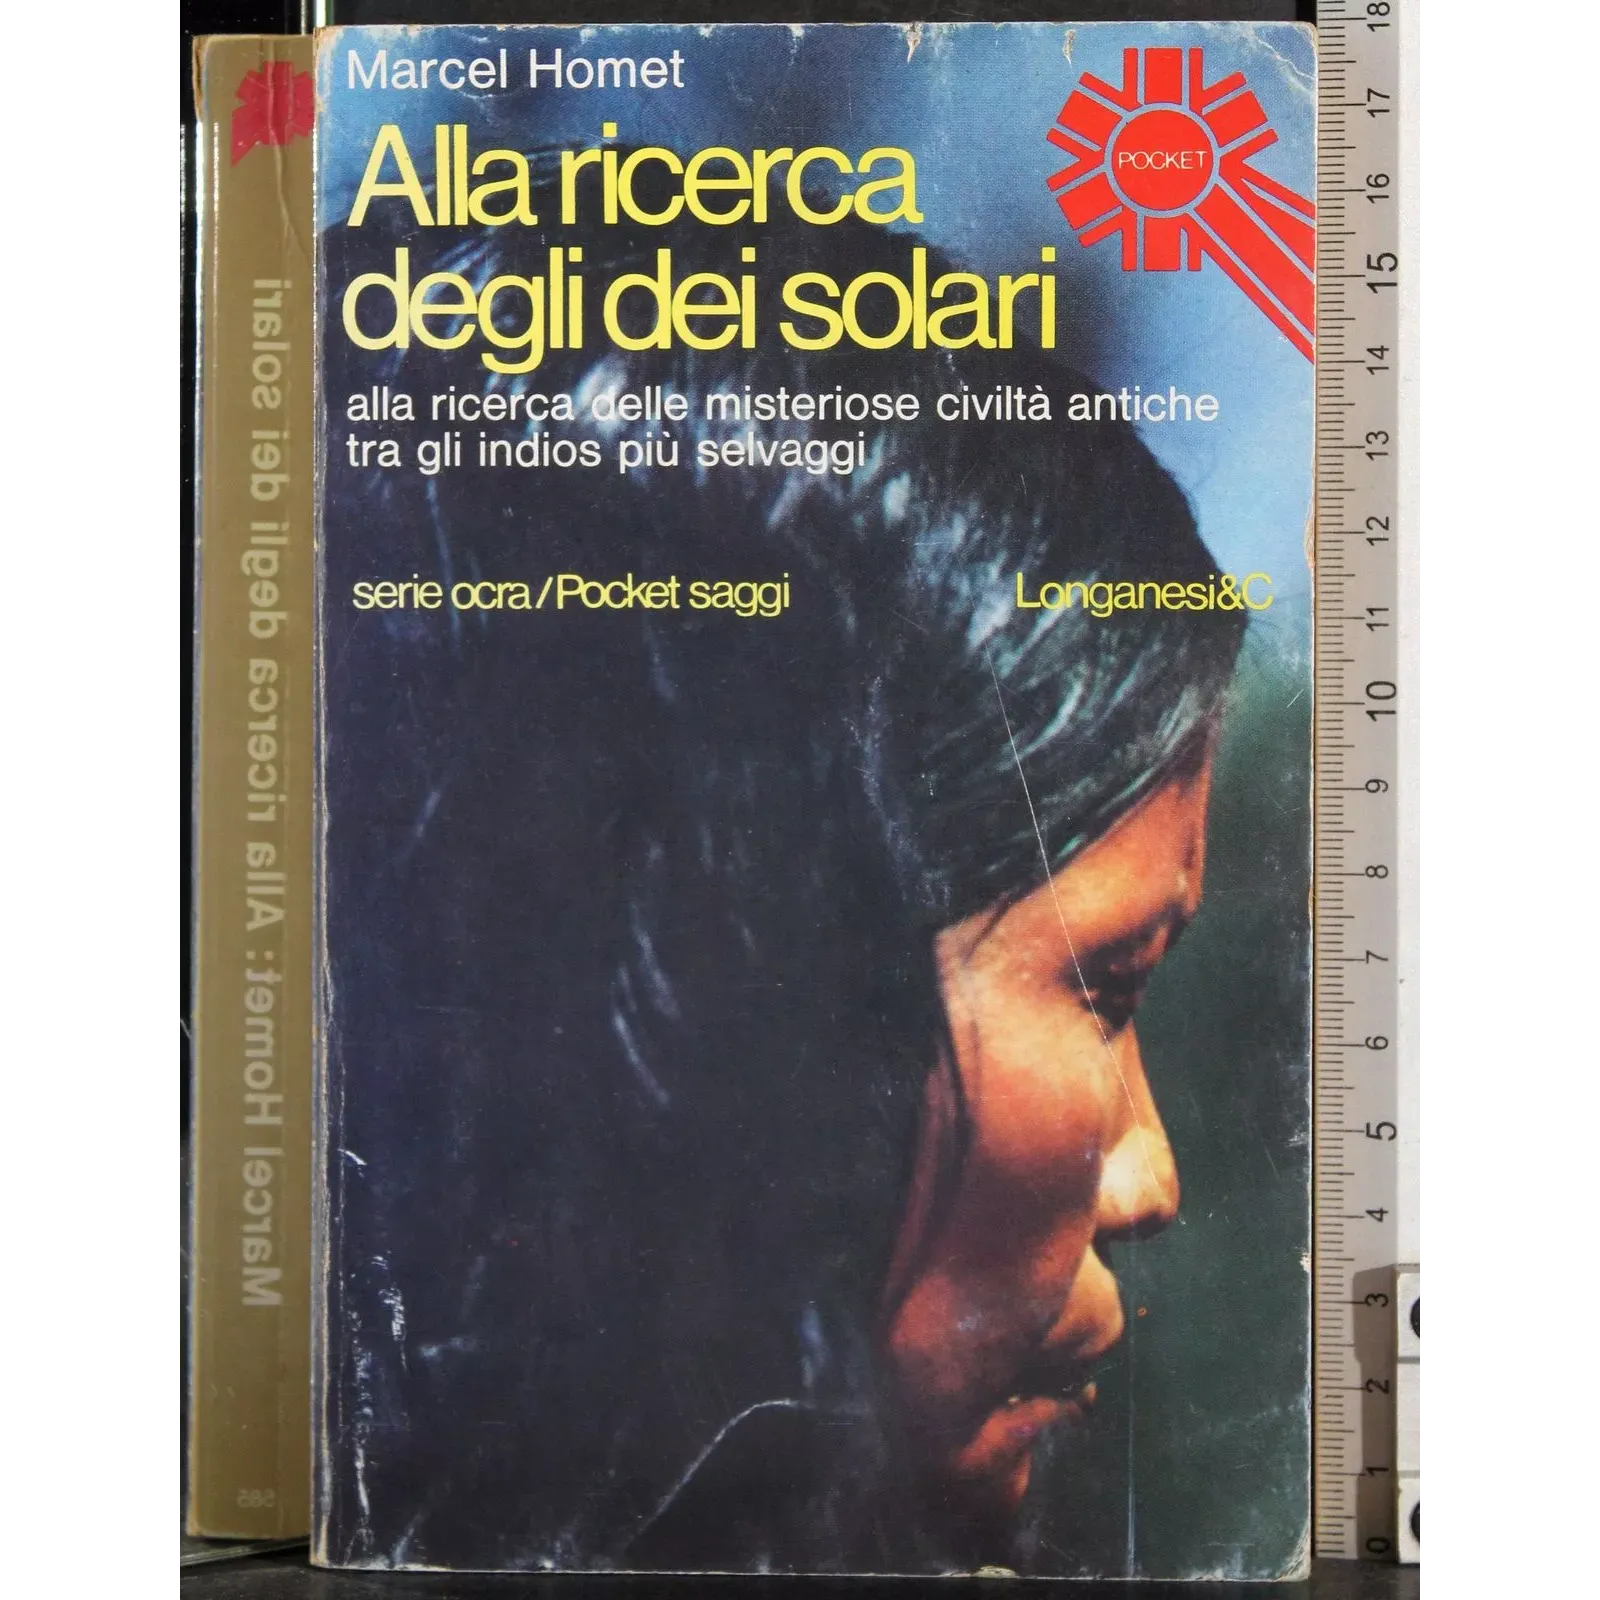 Marcel Homet
Alla ricerca
degli dei solari
alla ricerca delle misteriose civiltà antiche
tra gli indios più selvaggi
POCKET
serie ocra/Pocket saggi
Longanesi&C
Marcel Homet: Alla ricerca degli dei solari
585
18
17
16
15
14
13
12
11
10
9
8
7
6
5
4
3
2
1
0